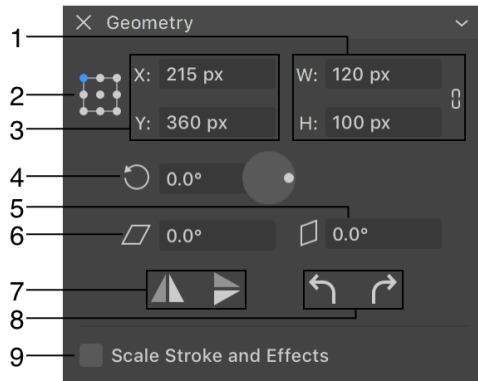 Geometry
1
X: 215 px W: 120 px
2
3
Y: 360 px H: 100 px
4 0.0°
5
6 0.0° 0.0°
7
8
9 Scale Stroke and Effects